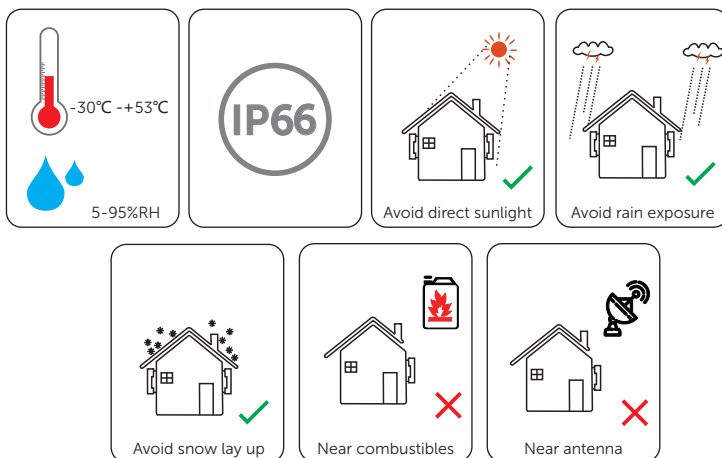 -30℃ -+53℃
5-95%RH
IP66
Avoid direct sunlight
Avoid rain exposure
Avoid snow lay up
Near combustibles
Near antenna